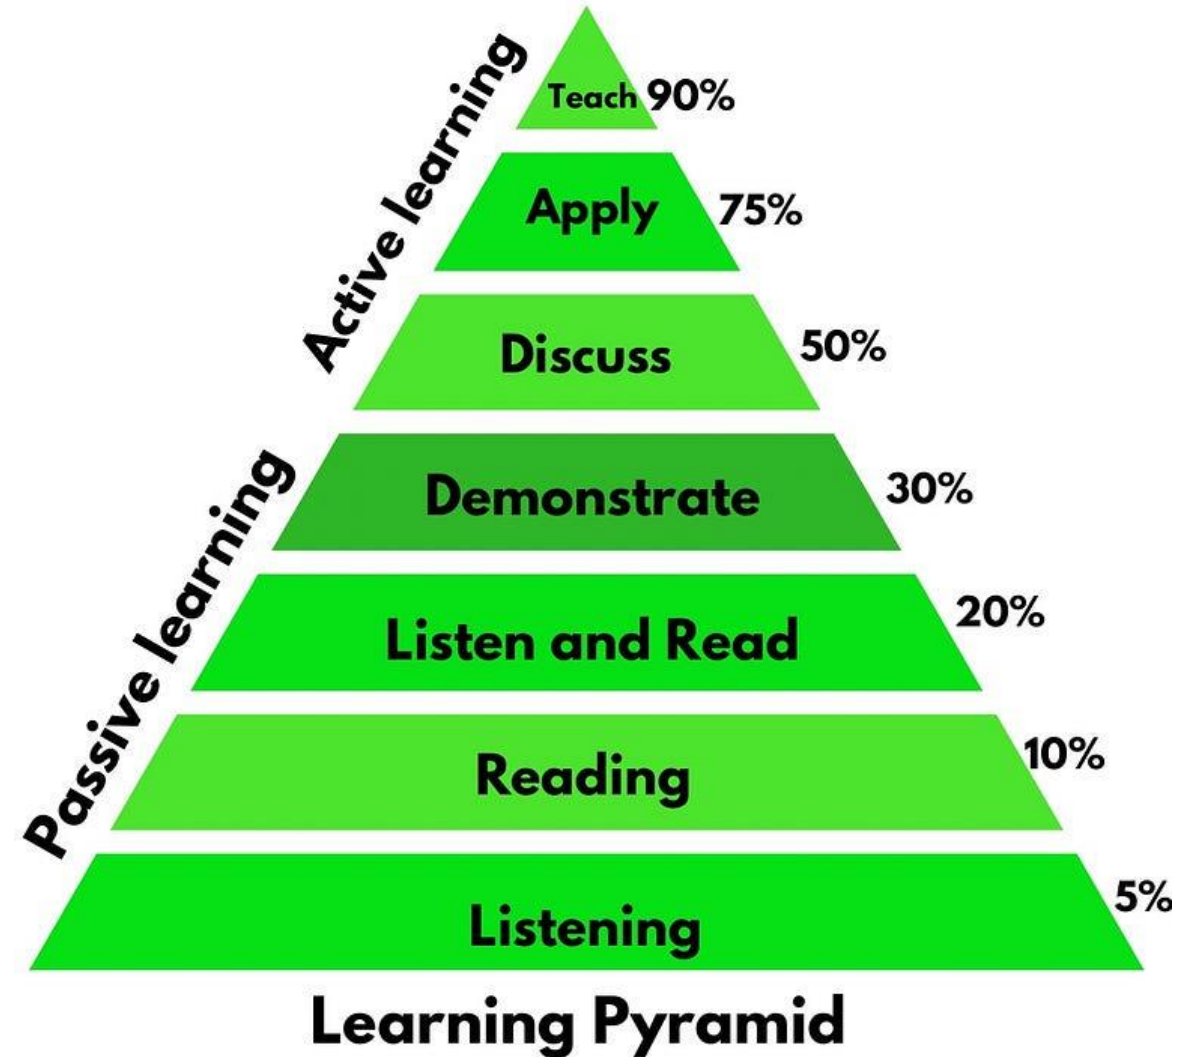 Active learning
Teach 90%
Apply 75%
Discuss 50%
Passive learning
Demonstrate 30%
Listen and Read 20%
Reading 10%
Listening 5%
Learning Pyramid